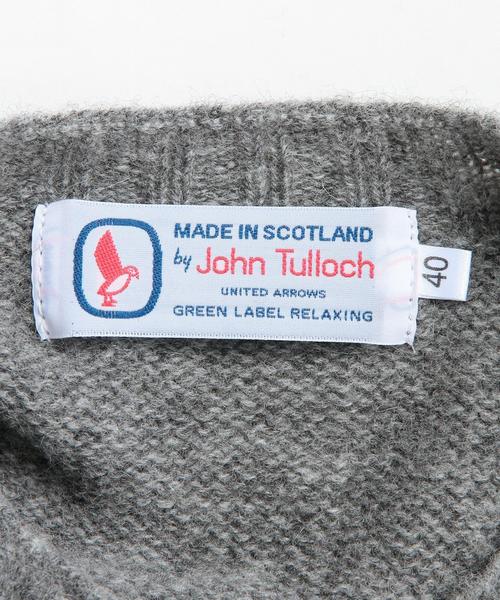 MADE IN SCOTLAND
by John Tulloch
UNITED ARROWS
GREEN LABEL RELAXING
40